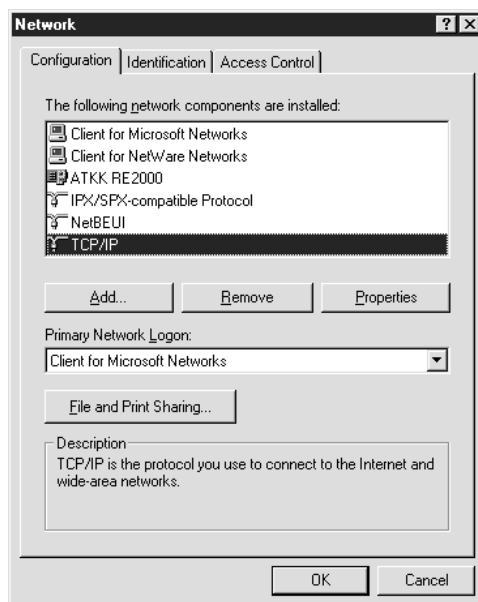 Network
Configuration
Identification
Access Control
The following network components are installed:
Client for Microsoft Networks
Client for NetWare Networks
ATKK RE2000
IPX/SPX-compatible Protocol
NetBEUI
TCP/IP
Add...
Remove
Properties
Primary Network Logon:
Client for Microsoft Networks
File and Print Sharing...
Description
TCP/IP is the protocol you use to connect to the Internet and
wide-area networks.
OK
Cancel